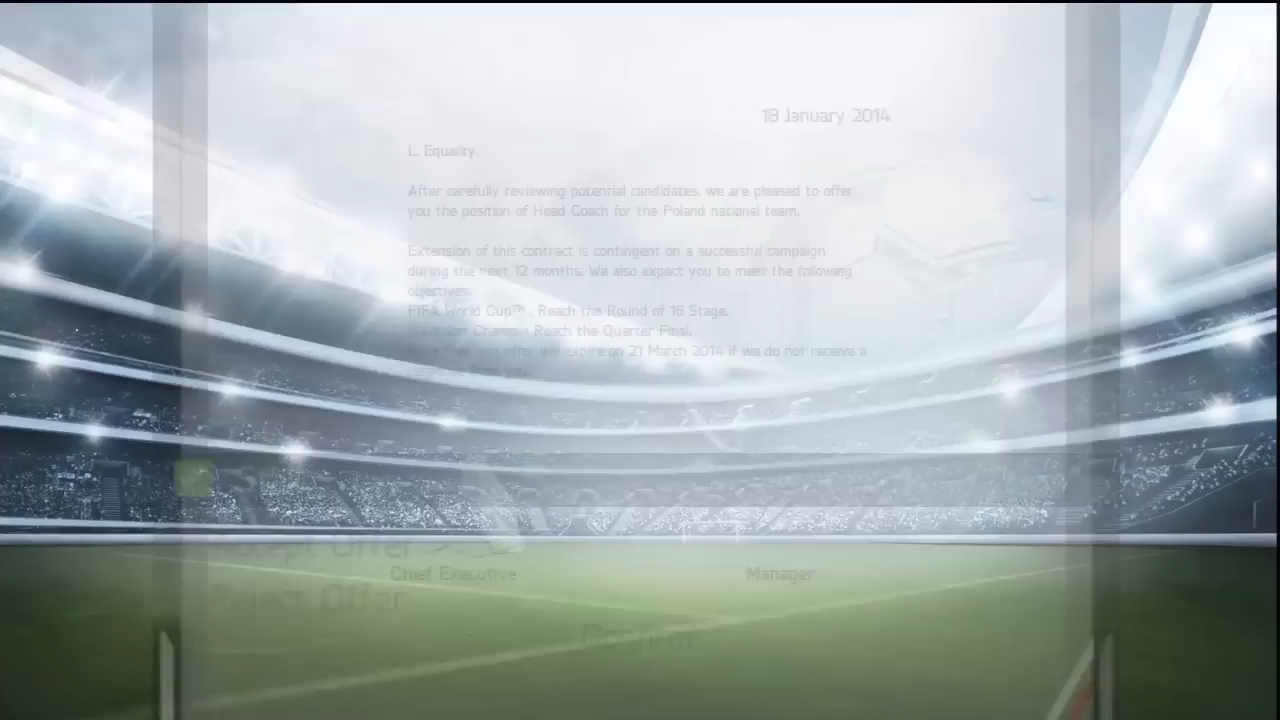 18 January 2014
L. Equality.
After carefully reviewing potential candidates, we are pleased to offer
you the position of Head Coach for the Poland national team.
Extension of this contract is contingent on a successful campaign
during the next 12 months. We also expect you to meet the following
objectives:
FIFA World Cup™ : Reach the Round of 16 Stage.
: Reach the Quarter Final.
offer expire on 21 March 2014 if we do not receive a
Accept Offer
Chief Executive Manager
Reject Offer